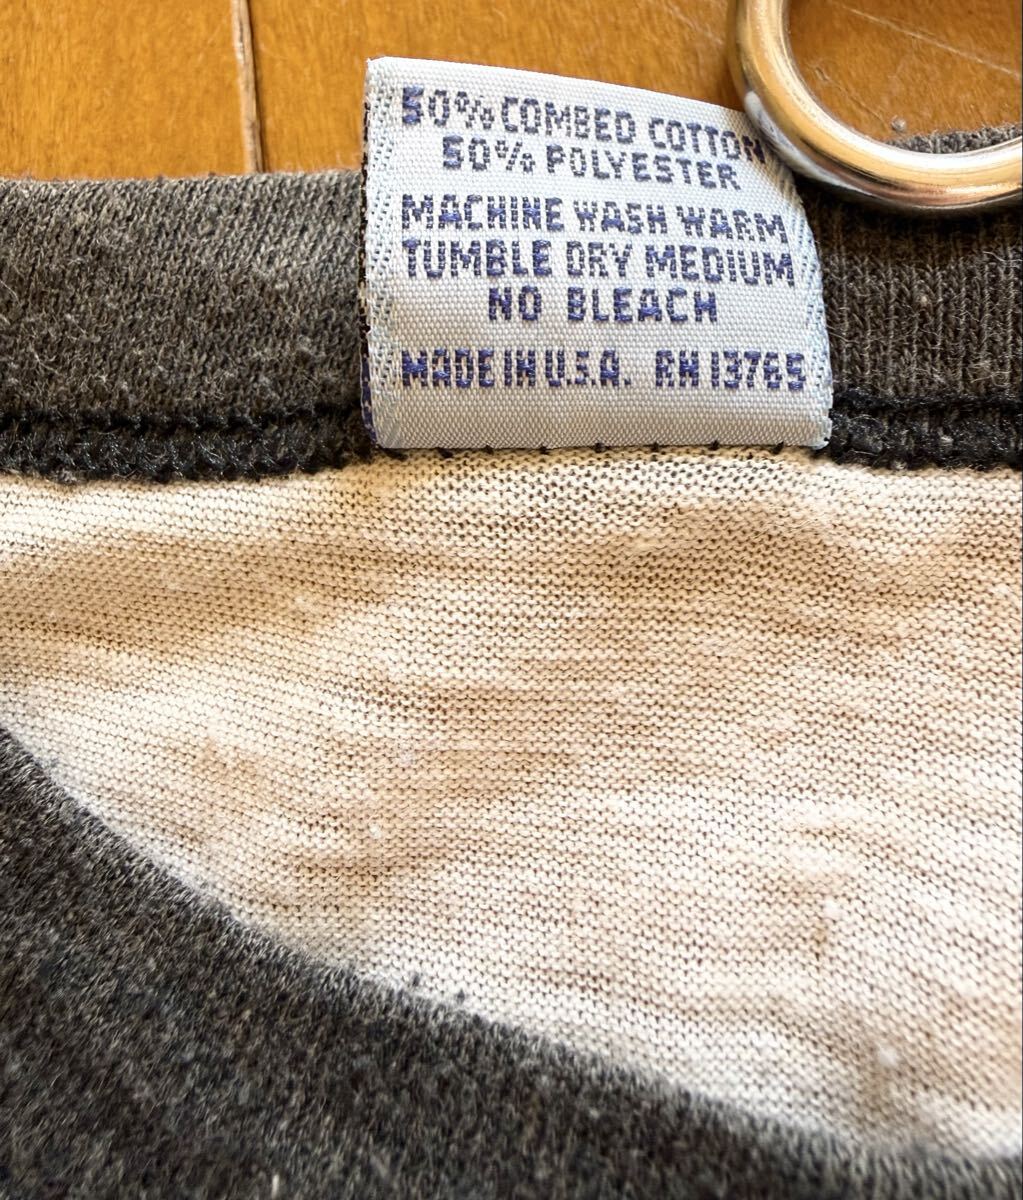 50% COMBED COTTON
50% POLYESTER
MACHINE WASH WARM
TUMBLE DRY MEDIUM
NO BLEACH
MADE IN U.S.A. RN 13765